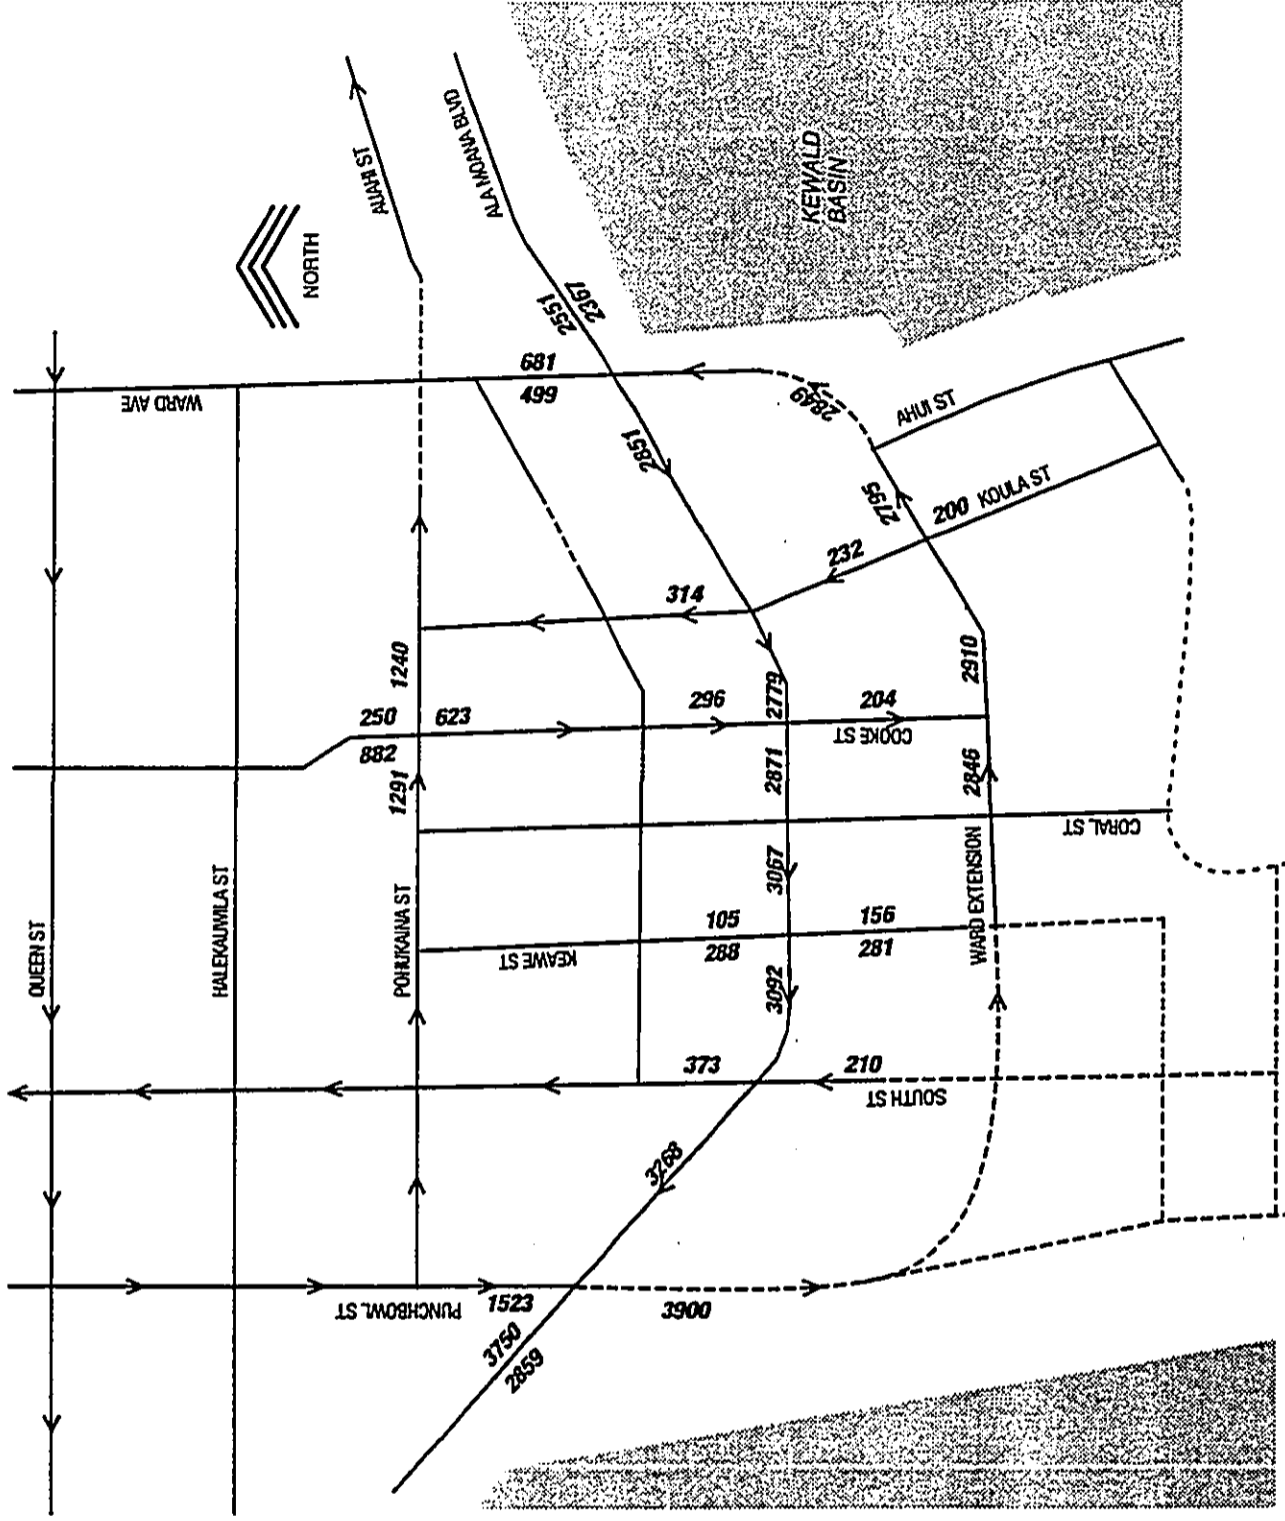 AUAHI ST
ALA MOANA BLVD
KEWALD
BASIN
NORTH
2551
2367
681
499
WARD AVE
2849
AHUI ST
2851
2795
200
KOULA ST
232
314
1240
2910
250
623
296
2779
204
882
COOKE ST
1291
2871
2846
CORAL ST
3067
WARD EXTENSION
QUEEN ST
HALEKAUWILA ST
POHUKAINA ST
105
156
KEAWE ST
288
281
3092
373
210
SOUTH ST
3268
PUNCHBOWL ST
1523
3900
3750
2859